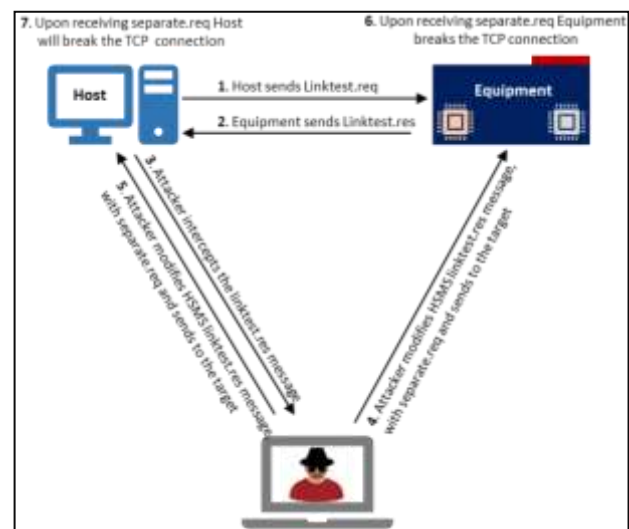 7. Upon receiving separate.req Host
will break the TCP connection
6. Upon receiving separate.req Equipment
breaks the TCP connection
Host
1. Host sends Linktest.req
Equipment
2. Equipment sends Linktest.res
3. Attacker intercepts the linktest.res message
5. Attacker modifies HSMS linktest.res message,
with separate.req and sends to the target
4. Attacker modifies HSMS linktest.res message,
with separate.req and sends to the target